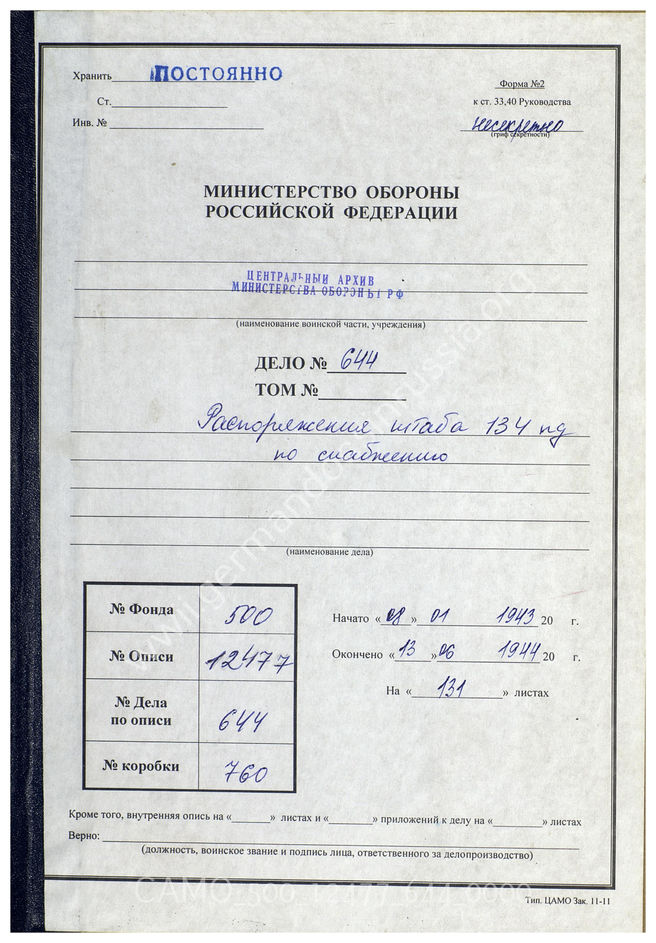 Хранить ПОСТОЯННО
Форма №2
Ст.
к ст. 33,40 Руководства
Инв. №
несекретно
(гриф секретности)
МИНИСТЕРСТВО ОБОРОНЫ
РОССИЙСКОЙ ФЕДЕРАЦИИ
ЦЕНТРАЛЬНЫЙ АРХИВ
МИНИСТЕРСТВА ОБОРОНЫ РФ
(наименование воинской части, учреждения)
ДЕЛО № 644
ТОМ №
Распоряжения штаба 134 пд
по снабжению
(наименование дела)
№ Фонда 500
№ Описи 12477
№ Дела
по описи 644
№ коробки 760
Начато «08» 01 1943 20 г.
Окончено «13» 06 1944 20 г.
На «131» листах
Кроме того, внутренняя опись на « » листах и « » приложений к делу на « » листах
Верно:
(должность, воинское звание и подпись лица, ответственного за делопроизводство)
Тип. ЦАМО Зак. 11-11